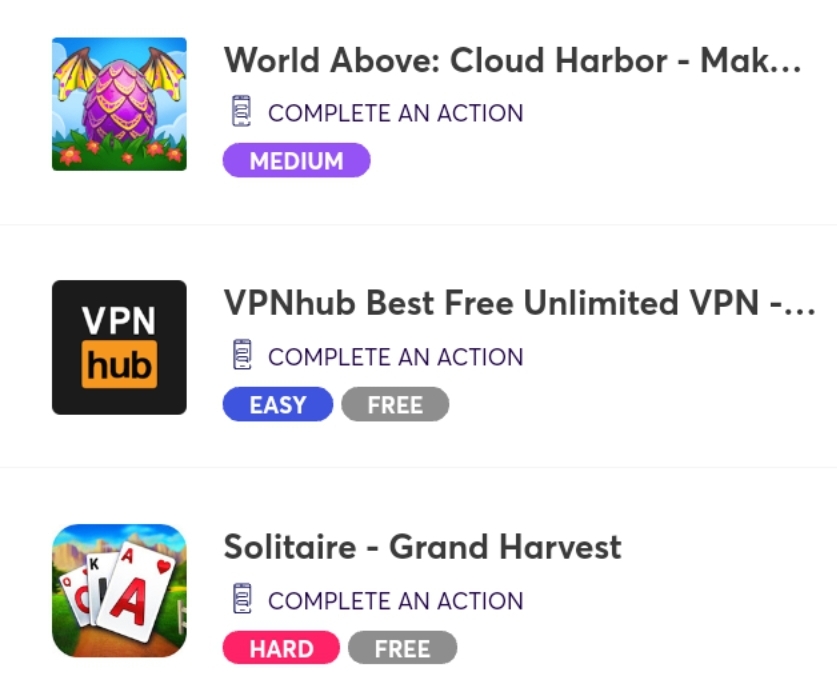 World Above: Cloud Harbor - Mak...
COMPLETE AN ACTION
MEDIUM
VPN
hub
VPNhub Best Free Unlimited VPN -...
COMPLETE AN ACTION
EASY FREE
Q K A
A
Solitaire - Grand Harvest
COMPLETE AN ACTION
HARD FREE